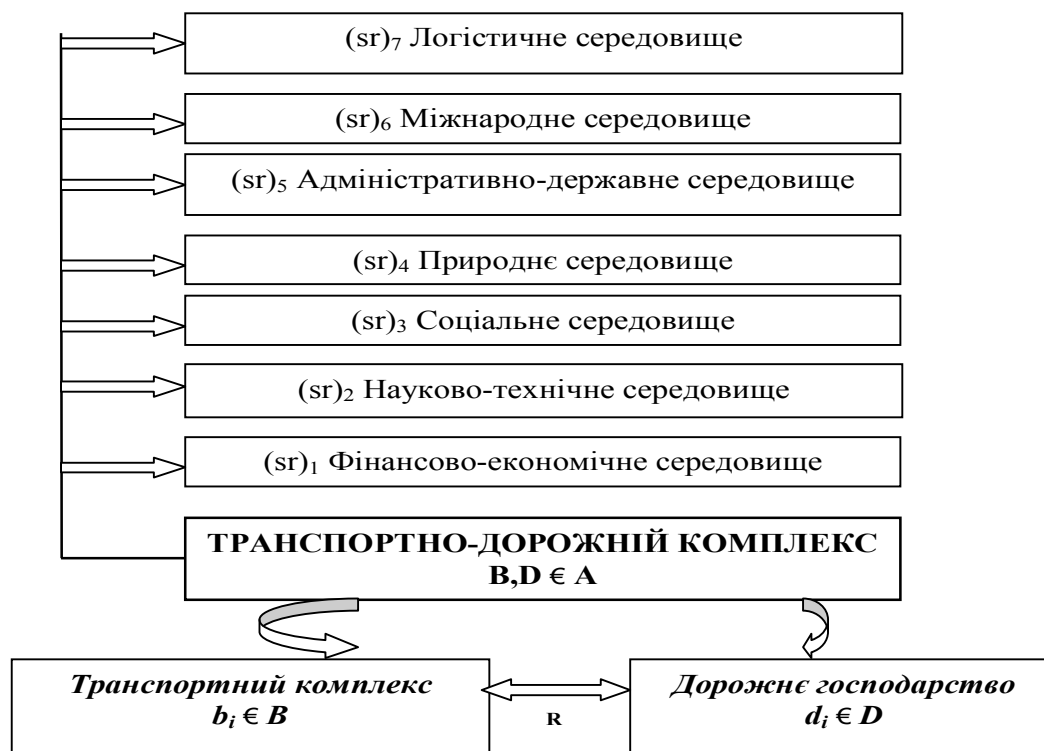 (sr)₇ Логістичне середовище
(sr)₆ Міжнародне середовище
(sr)₅ Адміністративно-державне середовище
(sr)₄ Природнє середовище
(sr)₃ Соціальне середовище
(sr)₂ Науково-технічне середовище
(sr)₁ Фінансово-економічне середовище
ТРАНСПОРТНО-ДОРОЖНІЙ КОМПЛЕКС
B,D € A
Транспортний комплекс
bᵢ € B
R
Дорожнє господарство
dᵢ € D